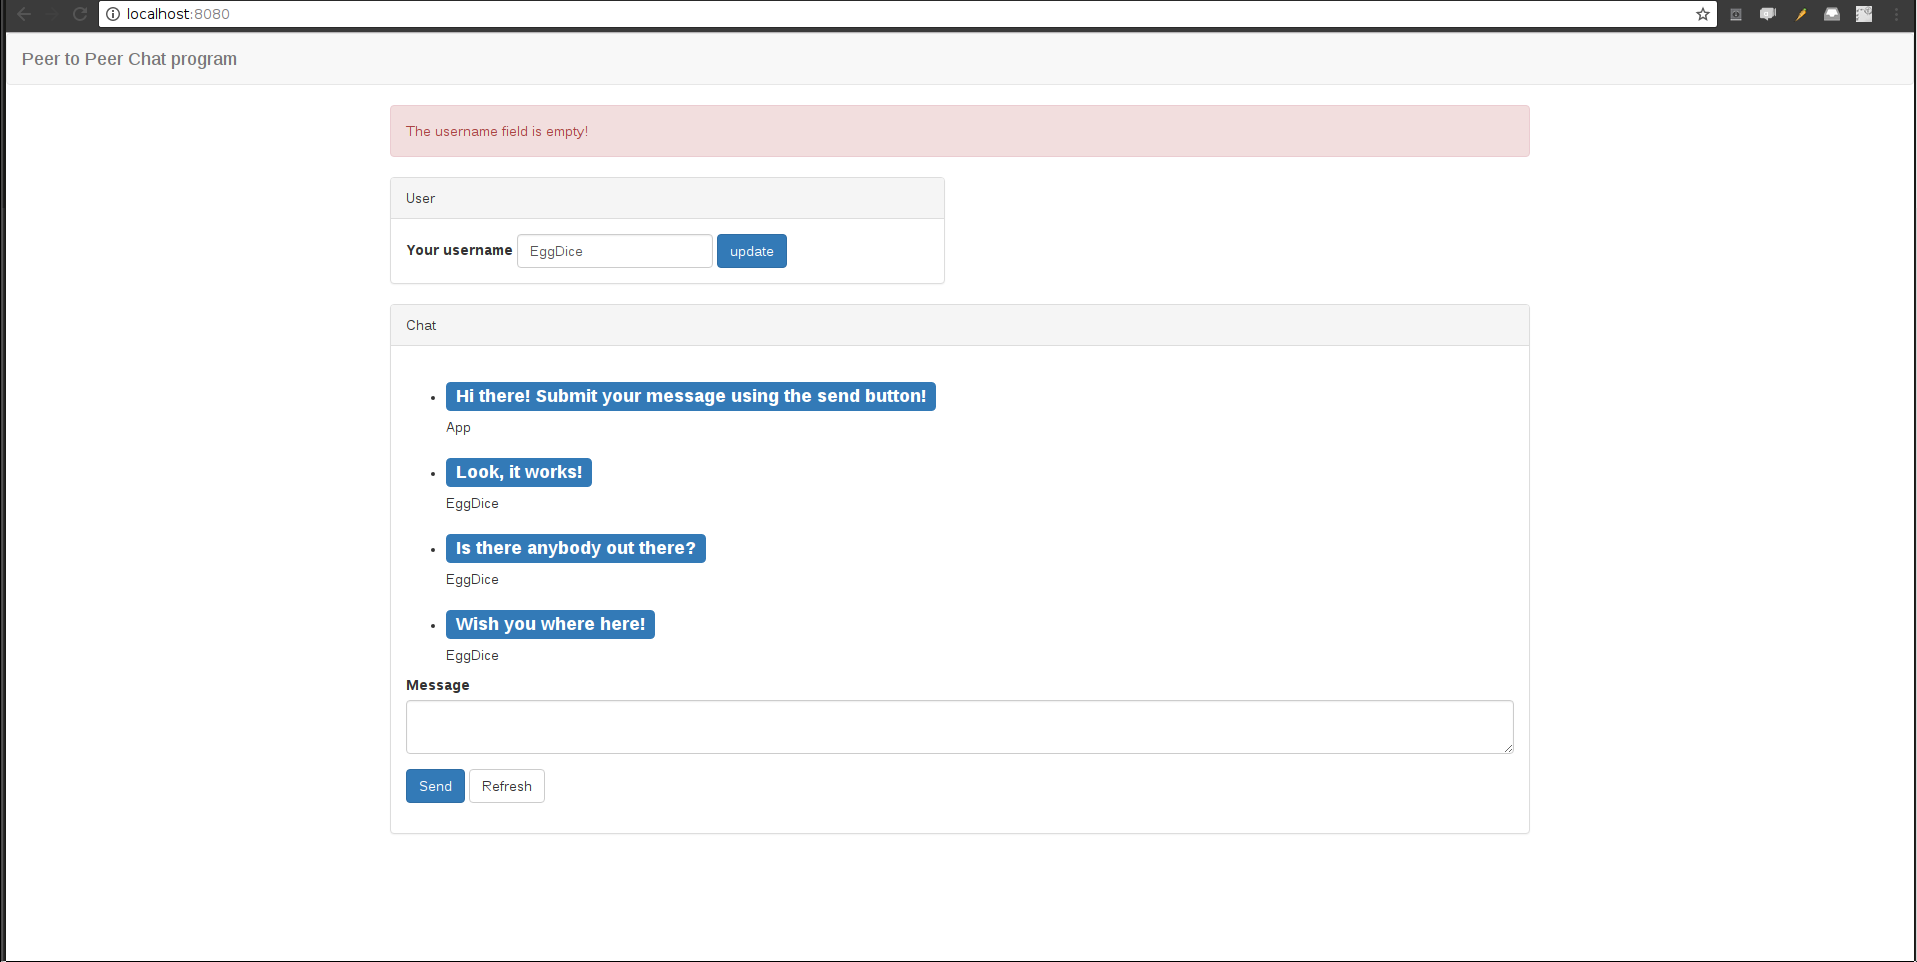 localhost:8080
Peer to Peer Chat program
The username field is empty!
User
Your username EggDice update
Chat
Hi there! Submit your message using the send button!
App
Look, it works!
EggDice
Is there anybody out there?
EggDice
Wish you where here!
EggDice
Message
Send Refresh